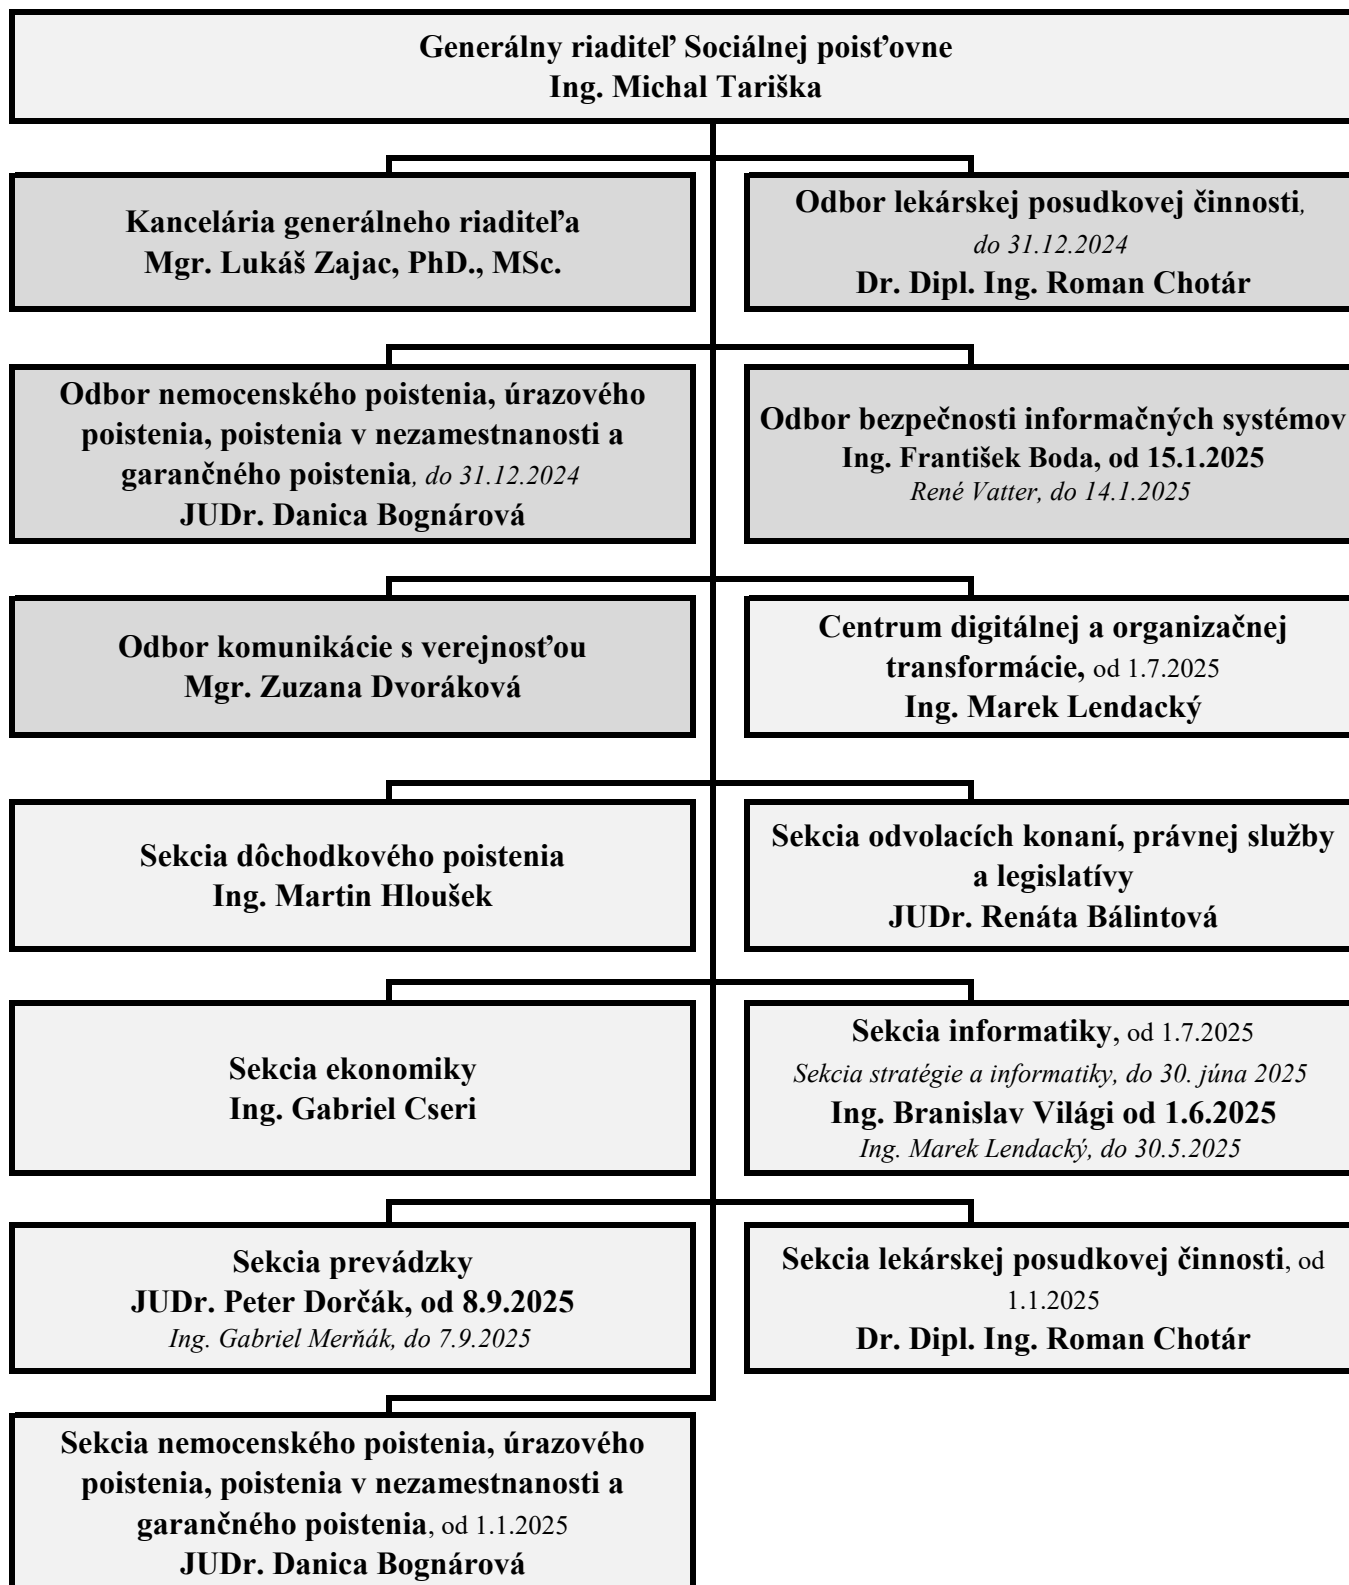 Generálny riaditeľ Sociálnej poisťovne
Ing. Michal Tariška
Kancelária generálneho riaditeľa
Mgr. Lukáš Zajac, PhD., MSc.
Odbor lekárskej posudkovej činnosti,
do 31.12.2024
Dr. Dipl. Ing. Roman Chotár
Odbor nemocenského poistenia, úrazového
poistenia, poistenia v nezamestnanosti a
garančného poistenia, do 31.12.2024
JUDr. Danica Bognárová
Odbor bezpečnosti informačných systémov
Ing. František Boda, od 15.1.2025
René Vatter, do 14.1.2025
Odbor komunikácie s verejnosťou
Mgr. Zuzana Dvoráková
Centrum digitálnej a organizačnej
transformácie, od 1.7.2025
Ing. Marek Lendacký
Sekcia dôchodkového poistenia
Ing. Martin Hloušek
Sekcia odvolacích konaní, právnej služby
a legislatívy
JUDr. Renáta Bálintová
Sekcia ekonomiky
Ing. Gabriel Cseri
Sekcia informatiky, od 1.7.2025
Sekcia stratégie a informatiky, do 30. júna 2025
Ing. Branislav Világi od 1.6.2025
Ing. Marek Lendacký, do 30.5.2025
Sekcia prevádzky
JUDr. Peter Dorčák, od 8.9.2025
Ing. Gabriel Merňák, do 7.9.2025
Sekcia lekárskej posudkovej činnosti, od
1.1.2025
Dr. Dipl. Ing. Roman Chotár
Sekcia nemocenského poistenia, úrazového
poistenia, poistenia v nezamestnanosti a
garančného poistenia, od 1.1.2025
JUDr. Danica Bognárová